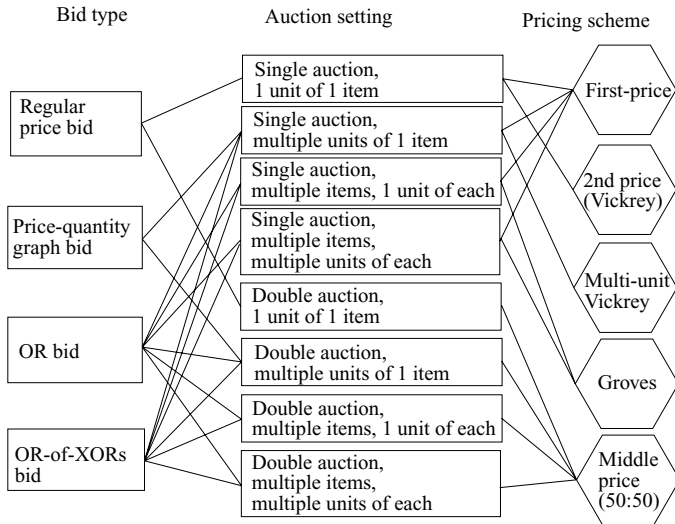 Bid type
Auction setting
Pricing scheme
Regular
price bid
Price-quantity
graph bid
OR bid
OR-of-XORs
bid
Single auction,
1 unit of 1 item
Single auction,
multiple units of 1 item
Single auction,
multiple items, 1 unit of each
Single auction,
multiple items,
multiple units of each
Double auction,
1 unit of 1 item
Double auction,
multiple units of 1 item
Double auction,
multiple items, 1 unit of each
Double auction,
multiple items,
multiple units of each
First-price
2nd price
(Vickrey)
Multi-unit
Vickrey
Groves
Middle
price
(50:50)